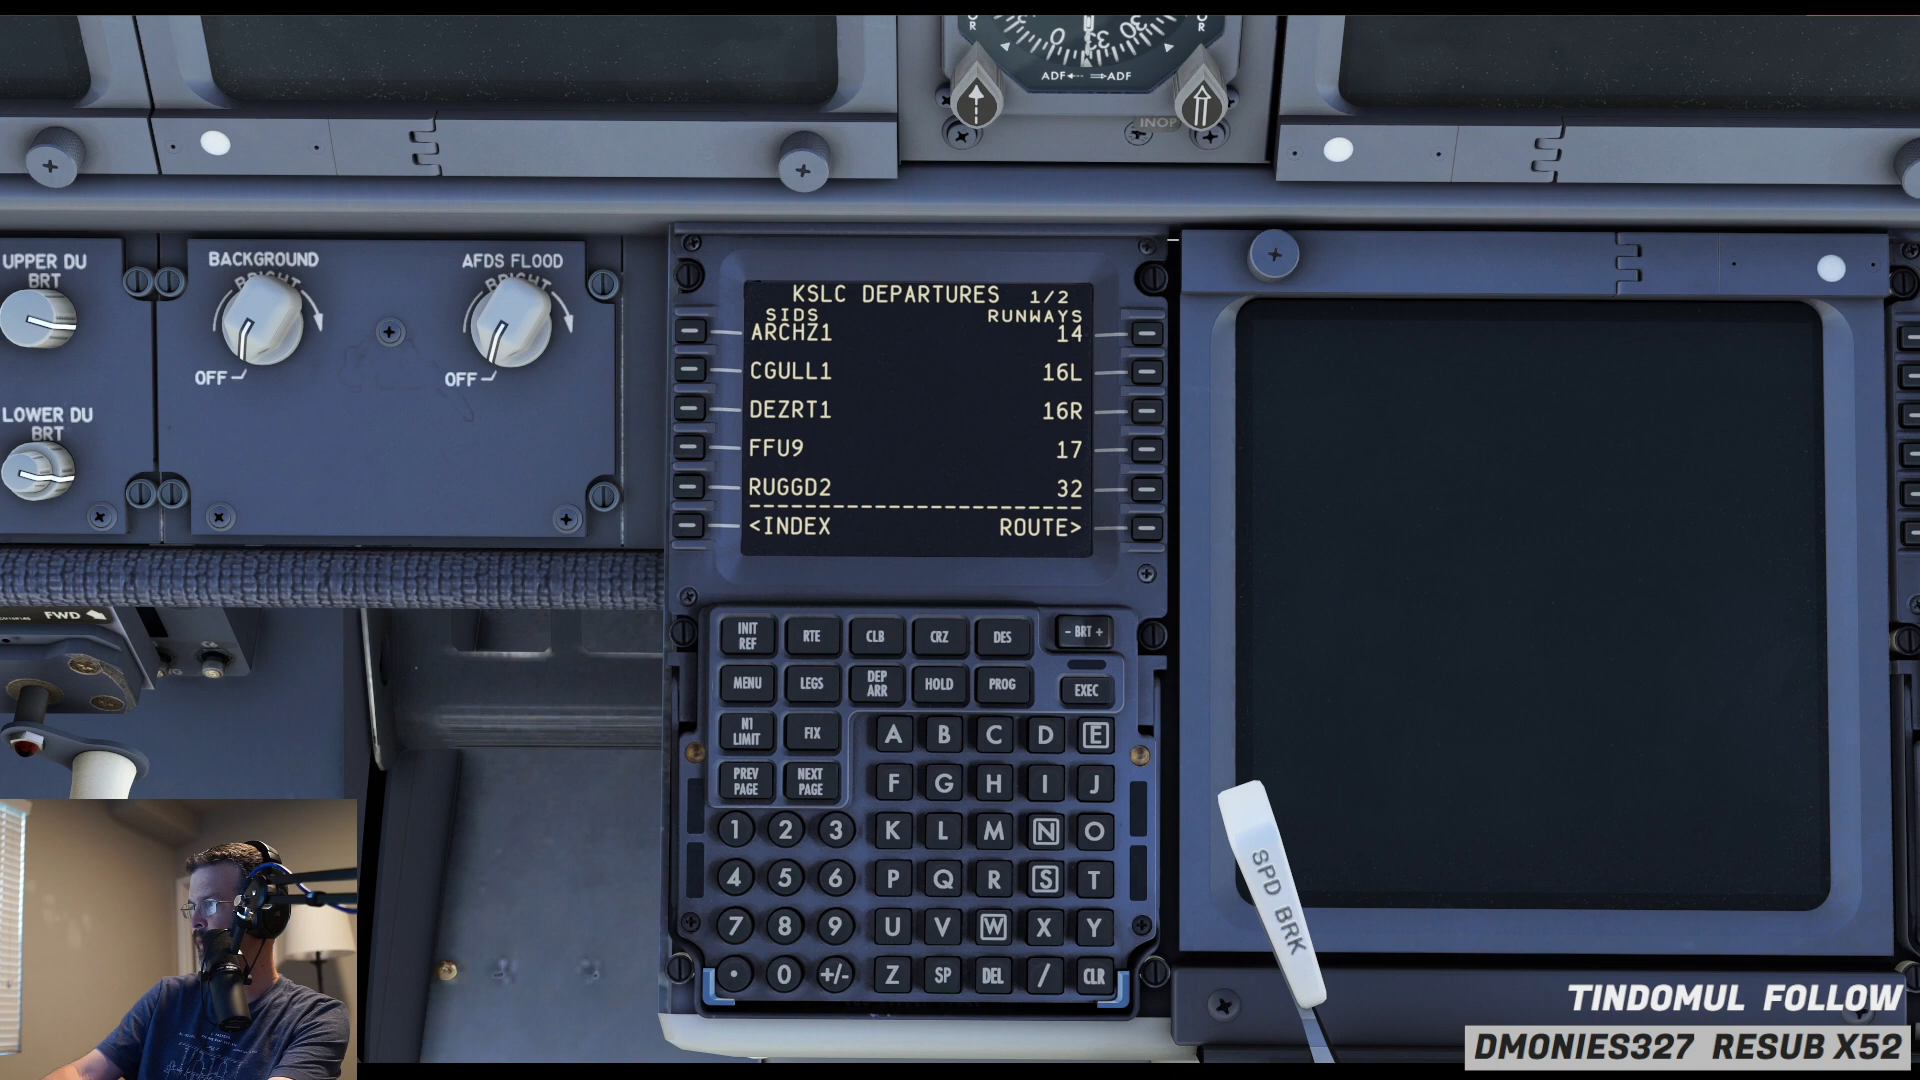 ADF ADF
INOP
UPPER DU
BRT
BACKGROUND
BRIGHT
OFF
AFDS FLOOD
BRIGHT
OFF
LOWER DU
BRT
FWD
KSLC DEPARTURES 1/2
SIDS RUNWAYS
ARCHZ1 14
CGULL1 16L
DEZRT1 16R
FFU9 17
RUGGD2 32
<INDEX ROUTE>
INIT REF RTE CLB CRZ DES - BRT +
MENU LEGS DEP ARR HOLD PROG EXEC
N1 LIMIT FIX
PREV PAGE NEXT PAGE
A B C D E
F G H I J
1 2 3 K L M N O
4 5 6 P Q R S T
7 8 9 U V W X Y
. 0 +/- Z SP DEL / CLR
SPD BRK
TINDOMUL FOLLOW
DMONIES327 RESUB X52